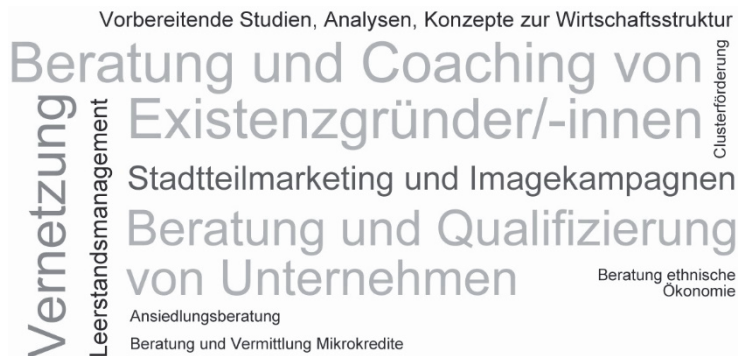 Vorbereitende Studien, Analysen, Konzepte zur Wirtschaftsstruktur
Beratung und Coaching von
Existenzgründer/-innen
Clusterförderung
Vernetzung
Leerstandsmanagement
Stadtteilmarketing und Imagekampagnen
Beratung und Qualifizierung
von Unternehmen
Beratung ethnische
Ökonomie
Ansiedlungsberatung
Beratung und Vermittlung Mikrokredite